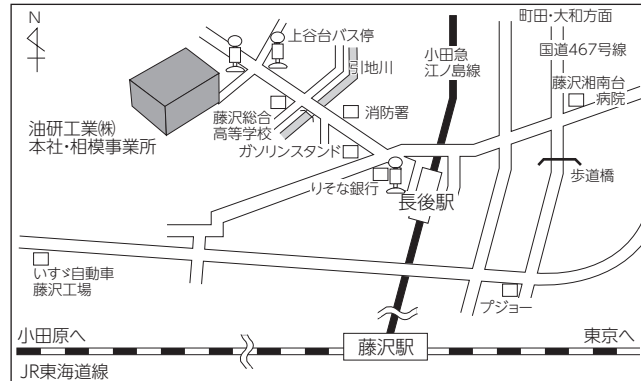 N
上谷台バス停
引地川
小田急
江ノ島線
町田・大和方面
国道467号線
藤沢湘南台
病院
油研工業㈱
本社・相模事業所
藤沢総合
高等学校
消防署
ガソリンスタンド
りそな銀行
長後駅
歩道橋
いすゞ自動車
藤沢工場
プジョー
小田原へ
藤沢駅
東京へ
JR東海道線